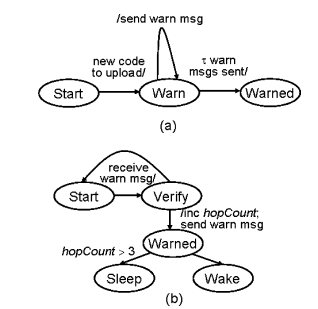 /send warn msg
new code
to upload/
τ warn
msgs sent/
Start
Warn
Warned
(a)
receive
warn msg/
Start
Verify
/inc hopCount;
send warn msg
Warned
hopCount > 3
Sleep
Wake
(b)